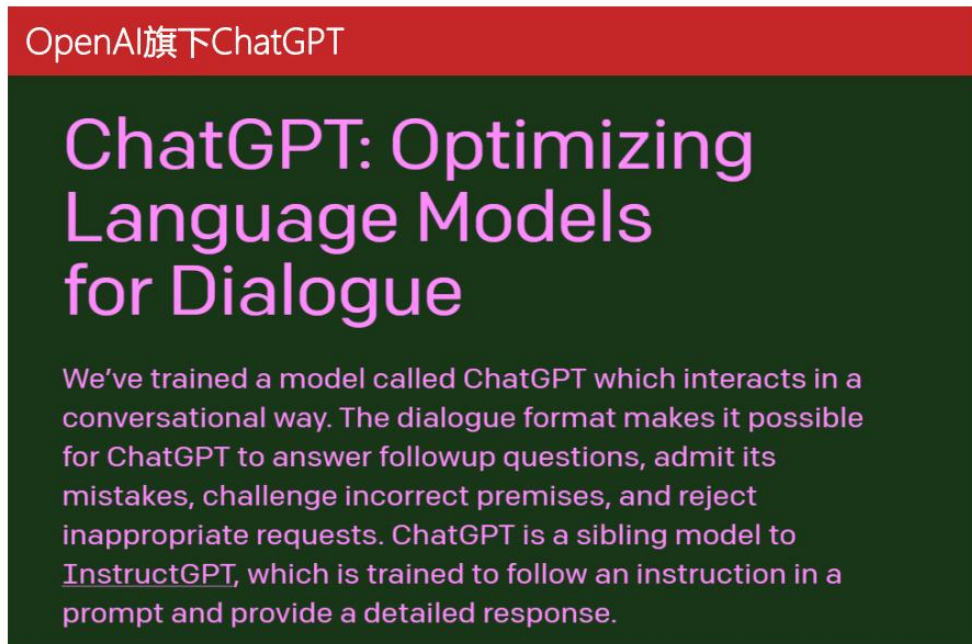 OpenAI旗下ChatGPT
ChatGPT: Optimizing
Language Models
for Dialogue
We’ve trained a model called ChatGPT which interacts in a
conversational way. The dialogue format makes it possible
for ChatGPT to answer followup questions, admit its
mistakes, challenge incorrect premises, and reject
inappropriate requests. ChatGPT is a sibling model to
InstructGPT, which is trained to follow an instruction in a
prompt and provide a detailed response.